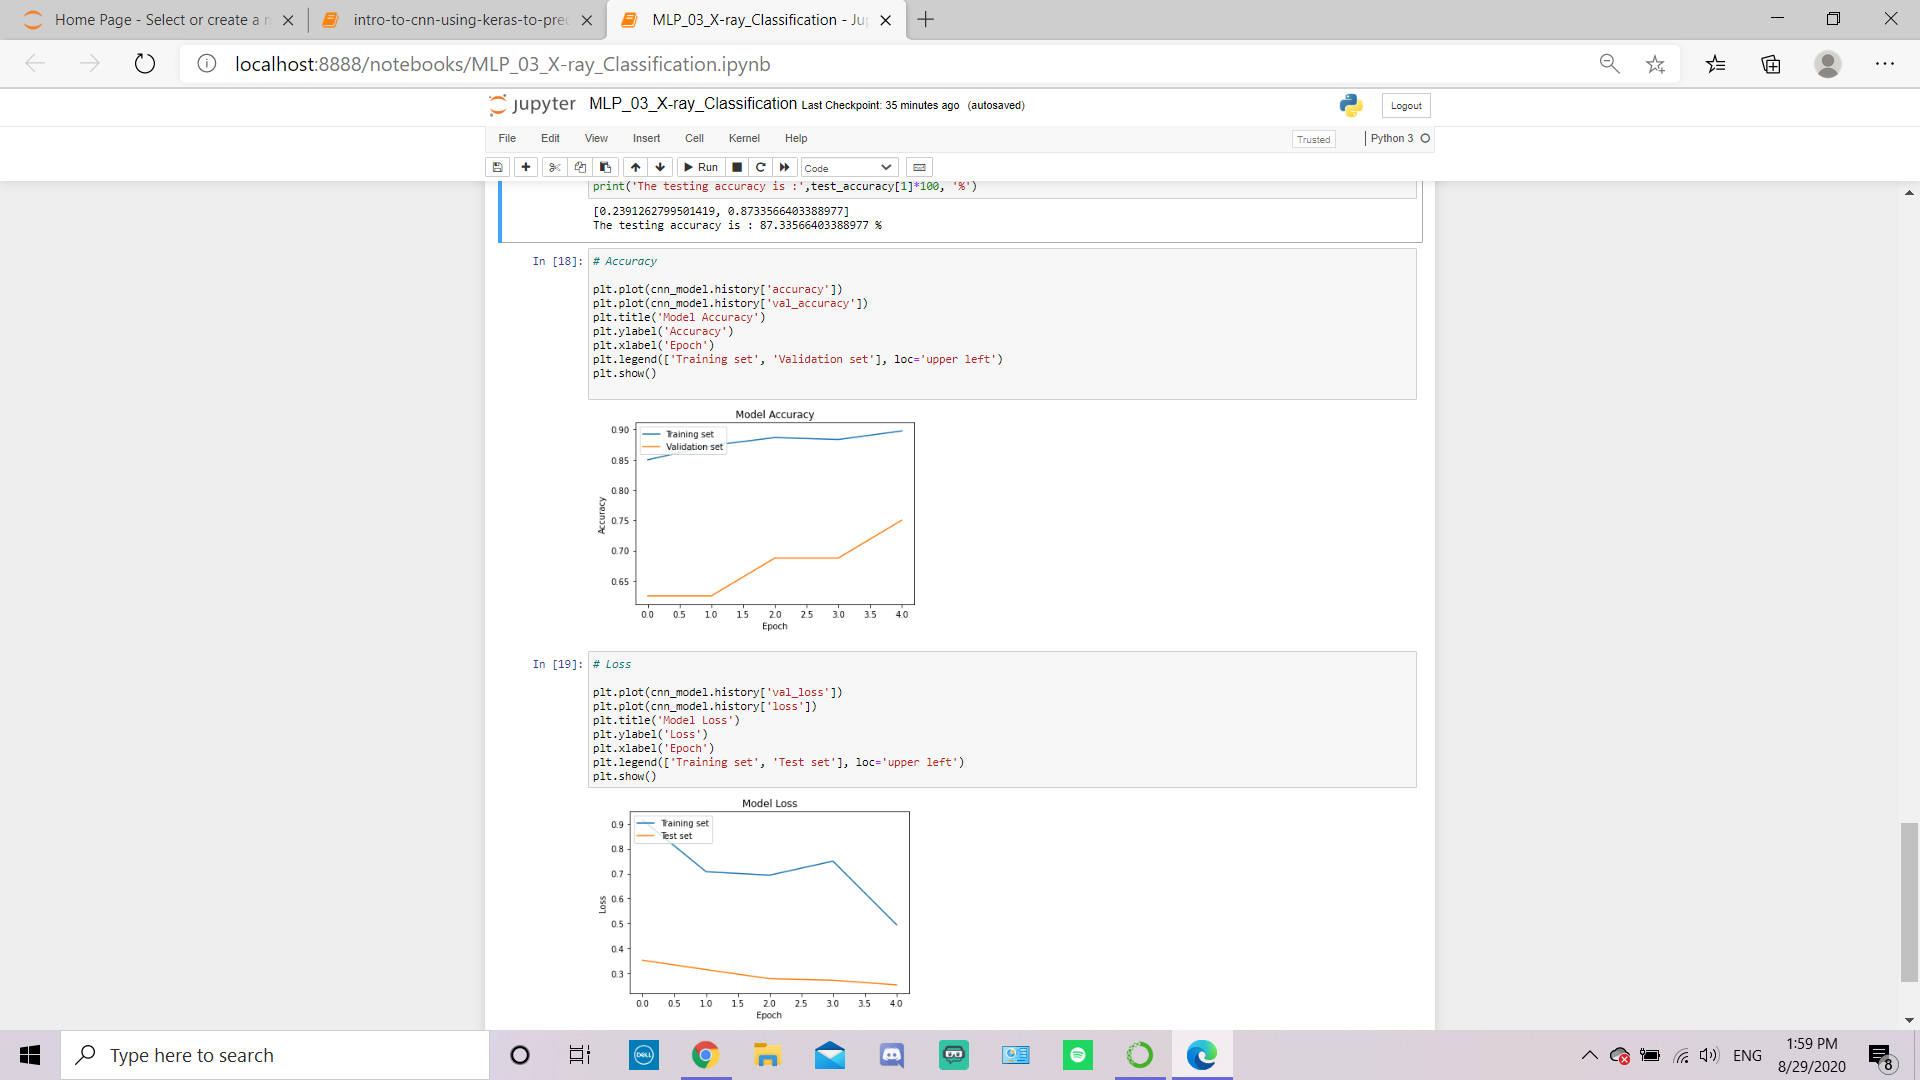 Home Page - Select or create a n
intro-to-cnn-using-keras-to-pred
MLP_03_X-ray_Classification - Ju
localhost:8888/notebooks/MLP_03_X-ray_Classification.ipynb
jupyter MLP_03_X-ray_Classification Last Checkpoint: 35 minutes ago (autosaved)
Logout
File Edit View Insert Cell Kernel Help
Trusted
Python 3
Run
Code
print('The testing accuracy is :',test_accuracy[1]*100, '%')
[0.2391262799501419, 0.8733566403388977]
The testing accuracy is : 87.33566403388977 %
In [18]:
# Accuracy
plt.plot(cnn_model.history['accuracy'])
plt.plot(cnn_model.history['val_accuracy'])
plt.title('Model Accuracy')
plt.ylabel('Accuracy')
plt.xlabel('Epoch')
plt.legend(['Training set', 'Validation set'], loc='upper left')
plt.show()
Model Accuracy
Training set
Validation set
0.90
0.85
0.80
0.75
0.70
0.65
Accuracy
0.0 0.5 1.0 1.5 2.0 2.5 3.0 3.5 4.0
Epoch
In [19]:
# Loss
plt.plot(cnn_model.history['val_loss'])
plt.plot(cnn_model.history['loss'])
plt.title('Model Loss')
plt.ylabel('Loss')
plt.xlabel('Epoch')
plt.legend(['Training set', 'Test set'], loc='upper left')
plt.show()
Model Loss
Training set
Test set
0.9
0.8
0.7
0.6
0.5
0.4
0.3
Loss
0.0 0.5 1.0 1.5 2.0 2.5 3.0 3.5 4.0
Epoch
Type here to search
DELL
ENG
1:59 PM
8/29/2020
8